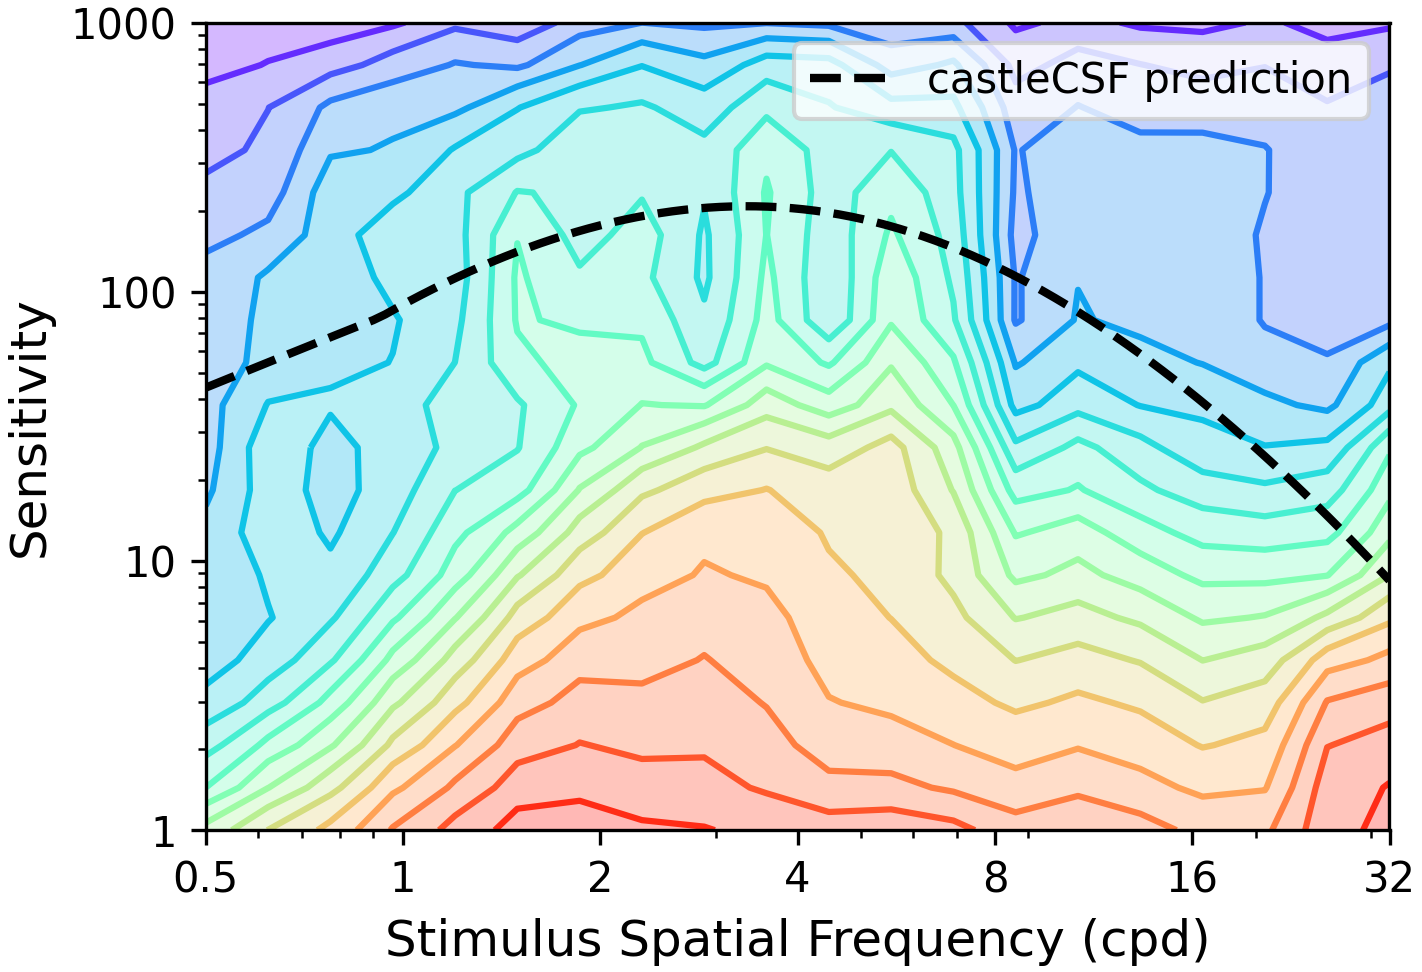 castleCSF prediction
Sensitivity
1000
100
10
1
0.5 1 2 4 8 16 32
Stimulus Spatial Frequency (cpd)